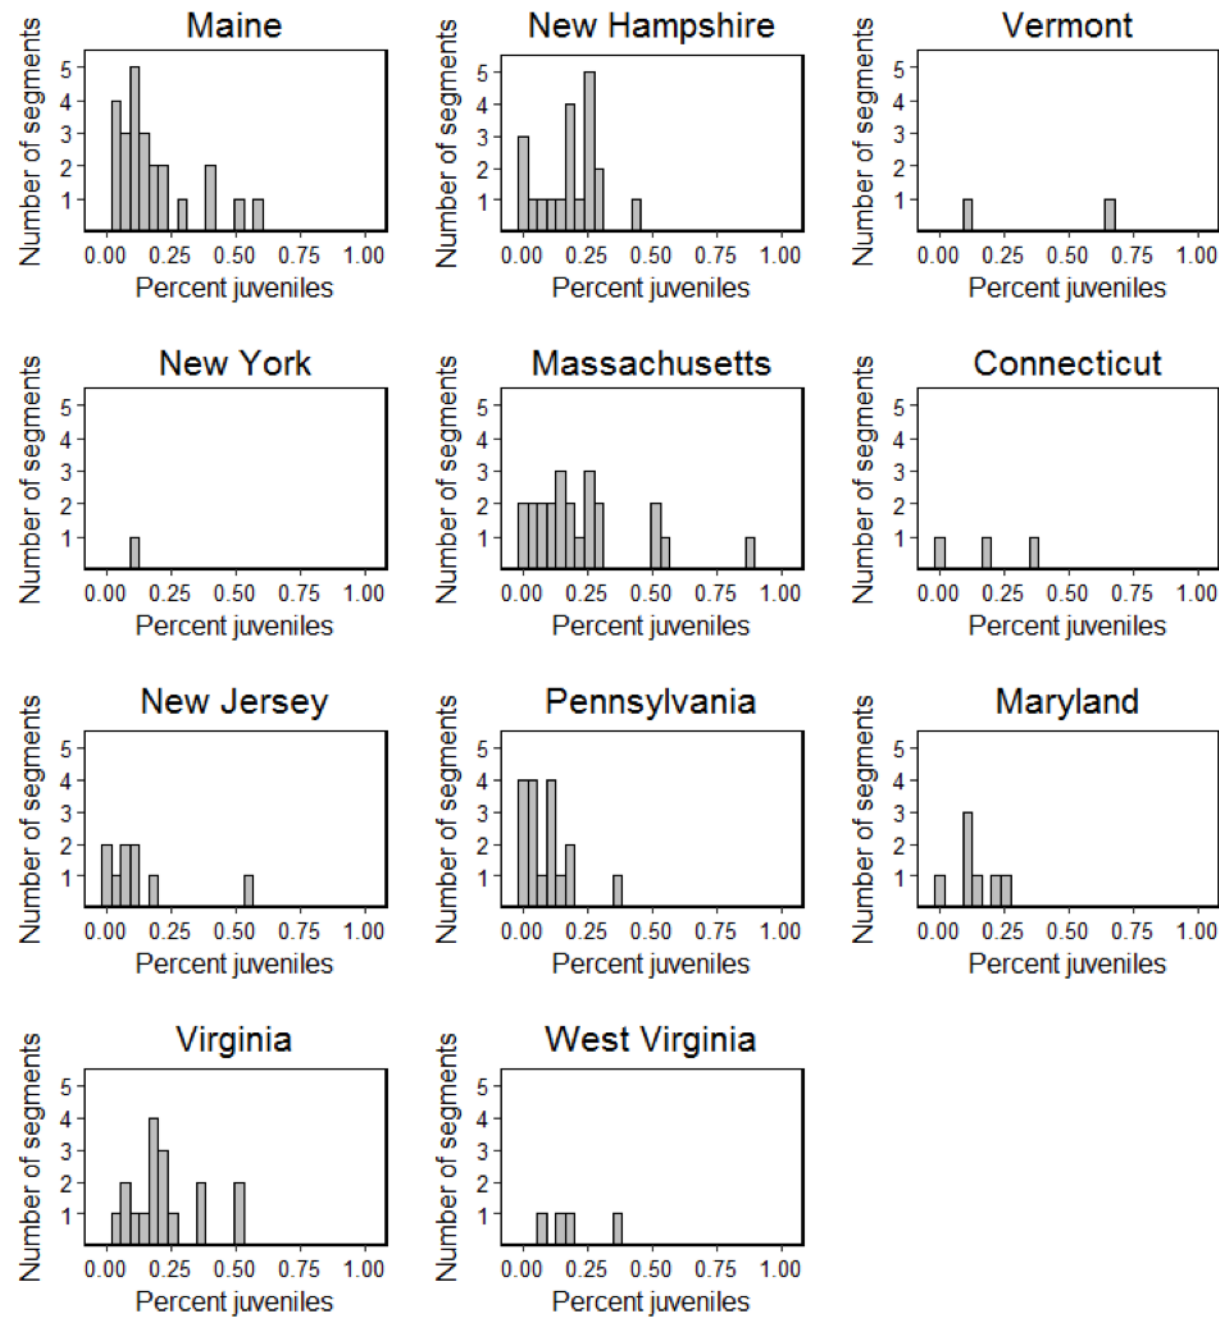 Maine
Number of segments
5
4
3
2
1
0.00 0.25 0.50 0.75 1.00
Percent juveniles
New Hampshire
Number of segments
5
4
3
2
1
0.00 0.25 0.50 0.75 1.00
Percent juveniles
Vermont
Number of segments
5
4
3
2
1
0.00 0.25 0.50 0.75 1.00
Percent juveniles
New York
Number of segments
5
4
3
2
1
0.00 0.25 0.50 0.75 1.00
Percent juveniles
Massachusetts
Number of segments
5
4
3
2
1
0.00 0.25 0.50 0.75 1.00
Percent juveniles
Connecticut
Number of segments
5
4
3
2
1
0.00 0.25 0.50 0.75 1.00
Percent juveniles
New Jersey
Number of segments
5
4
3
2
1
0.00 0.25 0.50 0.75 1.00
Percent juveniles
Pennsylvania
Number of segments
5
4
3
2
1
0.00 0.25 0.50 0.75 1.00
Percent juveniles
Maryland
Number of segments
5
4
3
2
1
0.00 0.25 0.50 0.75 1.00
Percent juveniles
Virginia
Number of segments
5
4
3
2
1
0.00 0.25 0.50 0.75 1.00
Percent juveniles
West Virginia
Number of segments
5
4
3
2
1
0.00 0.25 0.50 0.75 1.00
Percent juveniles